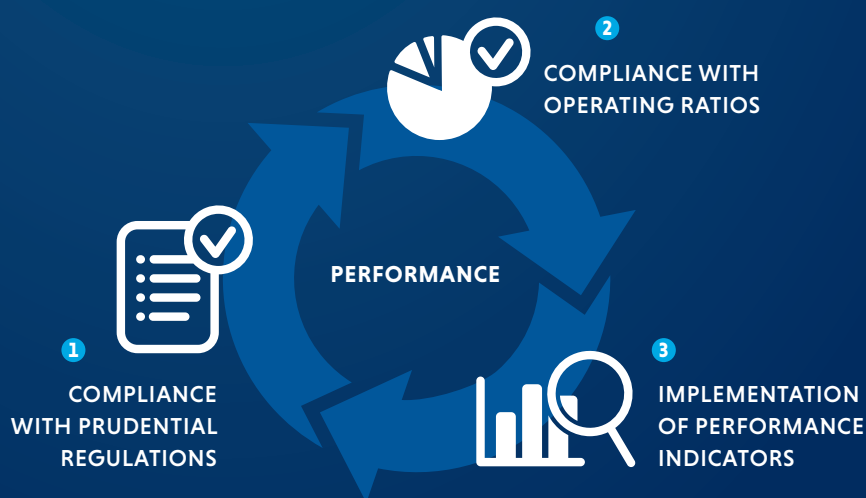 2
COMPLIANCE WITH
OPERATING RATIOS
PERFORMANCE
1
COMPLIANCE
WITH PRUDENTIAL
REGULATIONS
3
IMPLEMENTATION
OF PERFORMANCE
INDICATORS